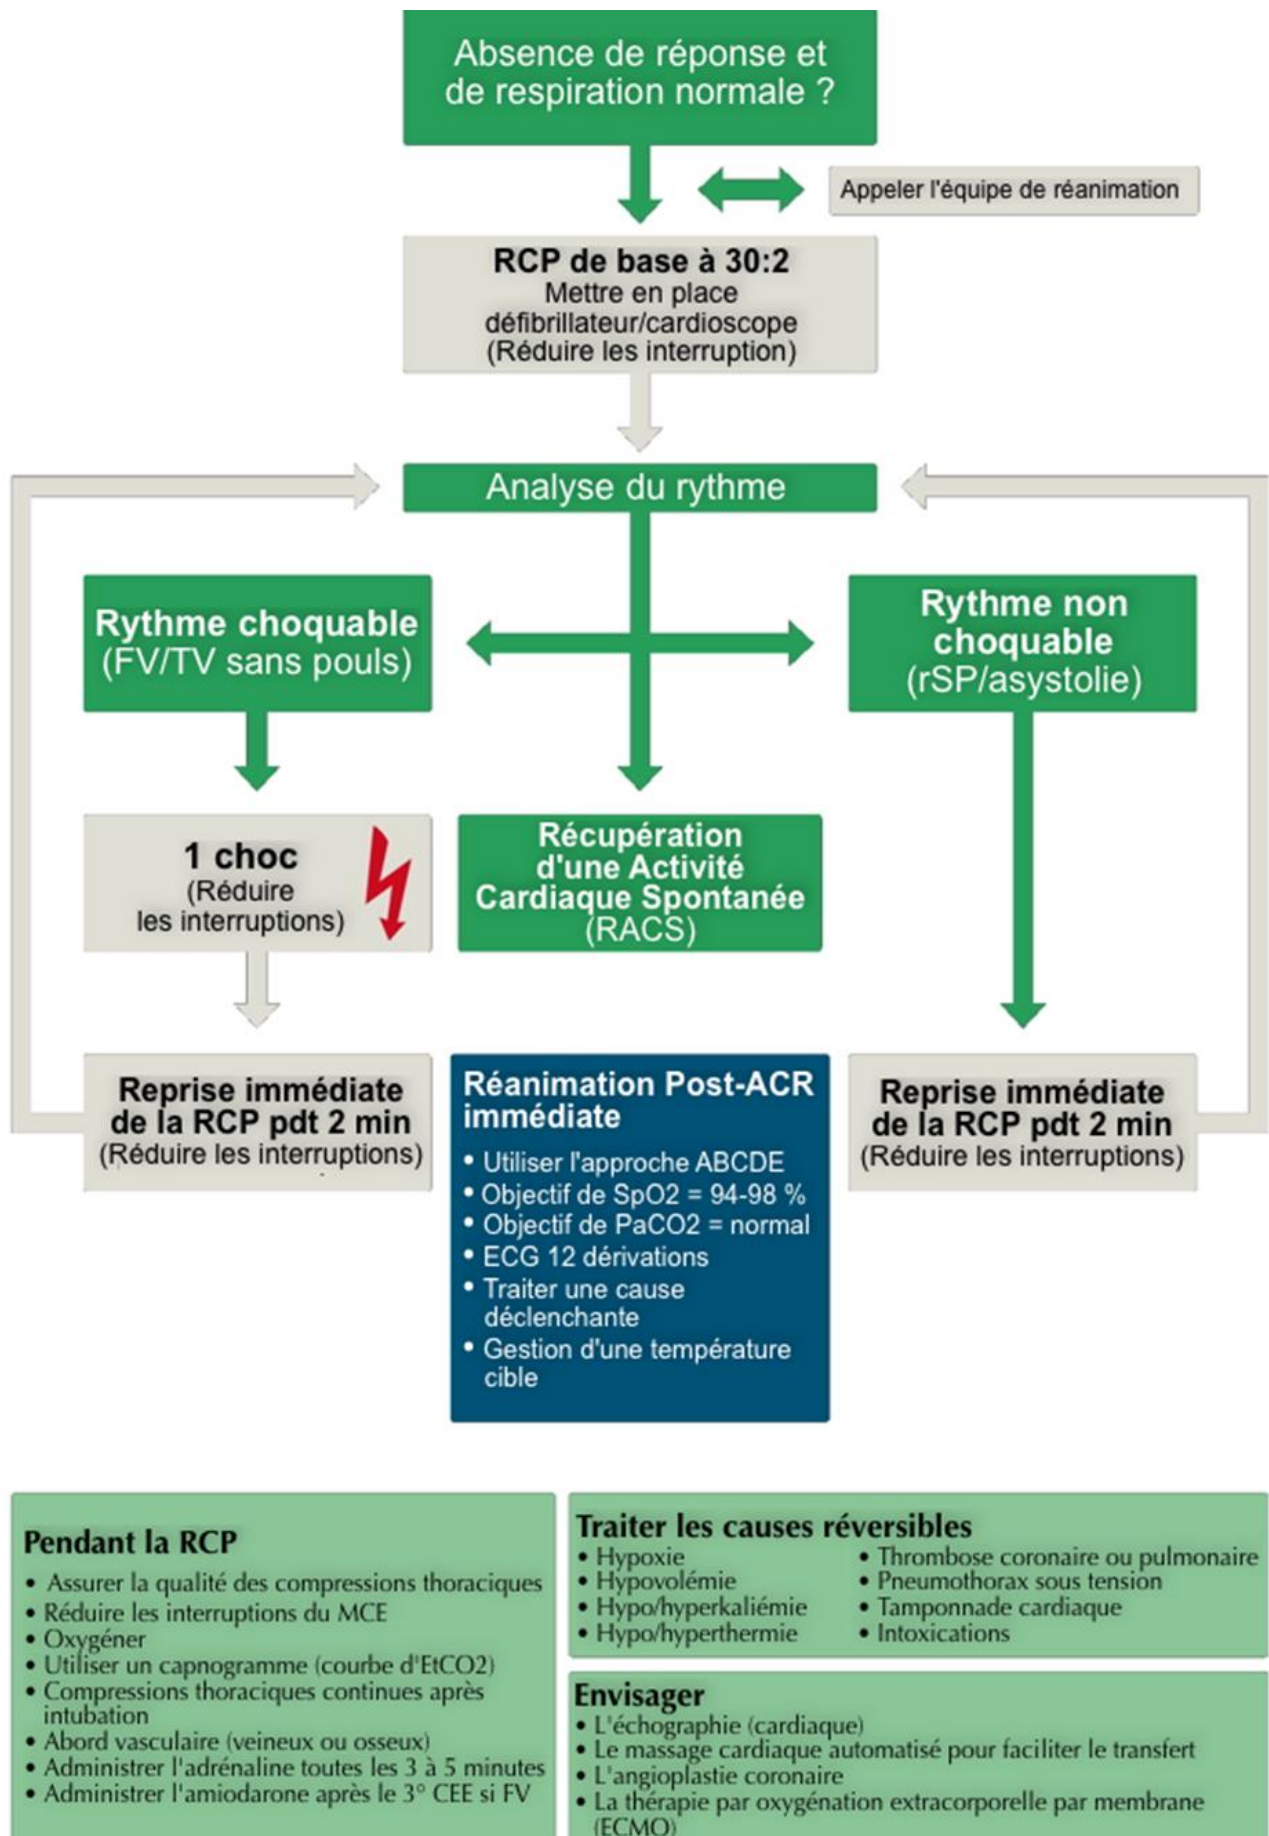 Absence de réponse et
de respiration normale ?
Appeler l'équipe de réanimation
RCP de base à 30:2
Mettre en place
défibrillateur/cardioscope
(Réduire les interruption)
Analyse du rythme
Rythme choquable
(FV/TV sans pouls)
Rythme non
choquable
(rSP/asystolie)
1 choc
(Réduire
les interruptions)
Récupération
d'une Activité
Cardiaque Spontanée
(RACS)
Reprise immédiate
de la RCP pdt 2 min
(Réduire les interruptions)
Réanimation Post-ACR
immédiate
• Utiliser l'approche ABCDE
• Objectif de SpO2 = 94-98 %
• Objectif de PaCO2 = normal
• ECG 12 dérivations
• Traiter une cause
déclenchante
• Gestion d'une température
cible
Reprise immédiate
de la RCP pdt 2 min
(Réduire les interruptions)
Pendant la RCP
• Assurer la qualité des compressions thoraciques
• Réduire les interruptions du MCE
• Oxygéner
• Utiliser un capnogramme (courbe d'EtCO2)
• Compressions thoraciques continues après
intubation
• Abord vasculaire (veineux ou osseux)
• Administrer l'adrénaline toutes les 3 à 5 minutes
• Administrer l'amiodarone après le 3° CEE si FV
Traiter les causes réversibles
• Hypoxie
• Hypovolémie
• Hypo/hyperkaliémie
• Hypo/hyperthermie
• Thrombose coronaire ou pulmonaire
• Pneumothorax sous tension
• Tamponnade cardiaque
• Intoxications
Envisager
• L'échographie (cardiaque)
• Le massage cardiaque automatisé pour faciliter le transfert
• L'angioplastie coronaire
• La thérapie par oxygénation extracorporelle par membrane
(ECMO)